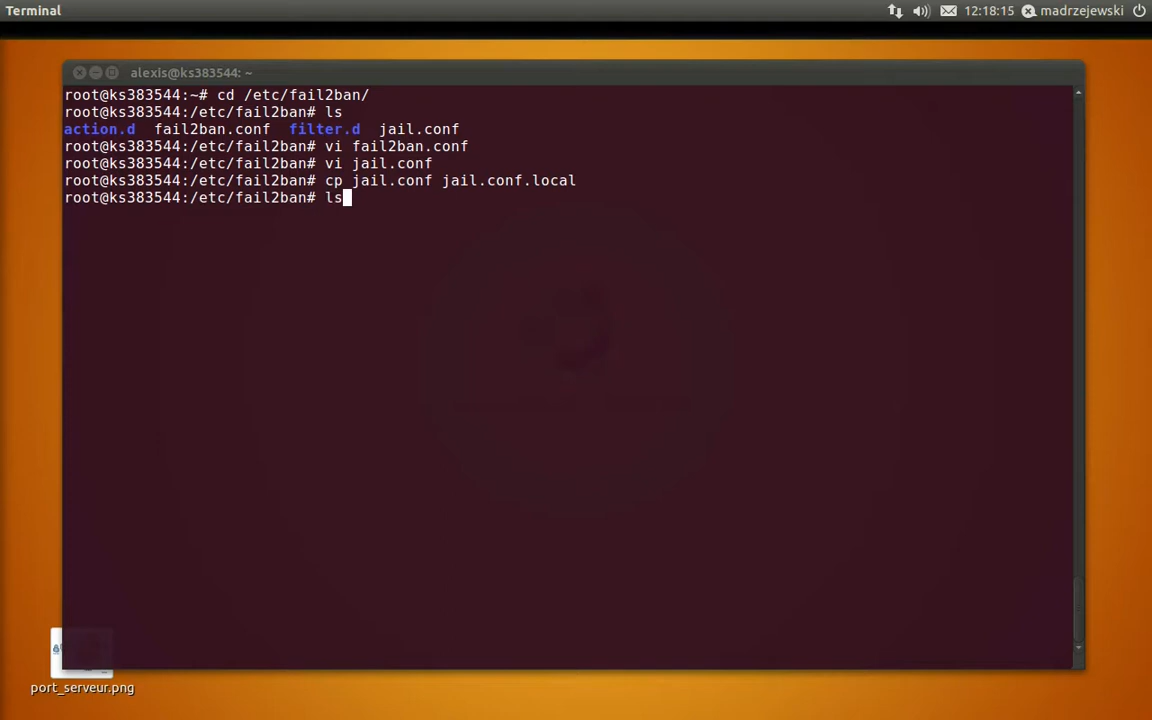 Terminal
12:18:15 madrzejewski
alexis@ks383544: ~
root@ks383544:~# cd /etc/fail2ban/
root@ks383544:/etc/fail2ban# ls
action.d  fail2ban.conf  filter.d  jail.conf
root@ks383544:/etc/fail2ban# vi fail2ban.conf
root@ks383544:/etc/fail2ban# vi jail.conf
root@ks383544:/etc/fail2ban# cp jail.conf jail.conf.local
root@ks383544:/etc/fail2ban# ls
port_serveur.png